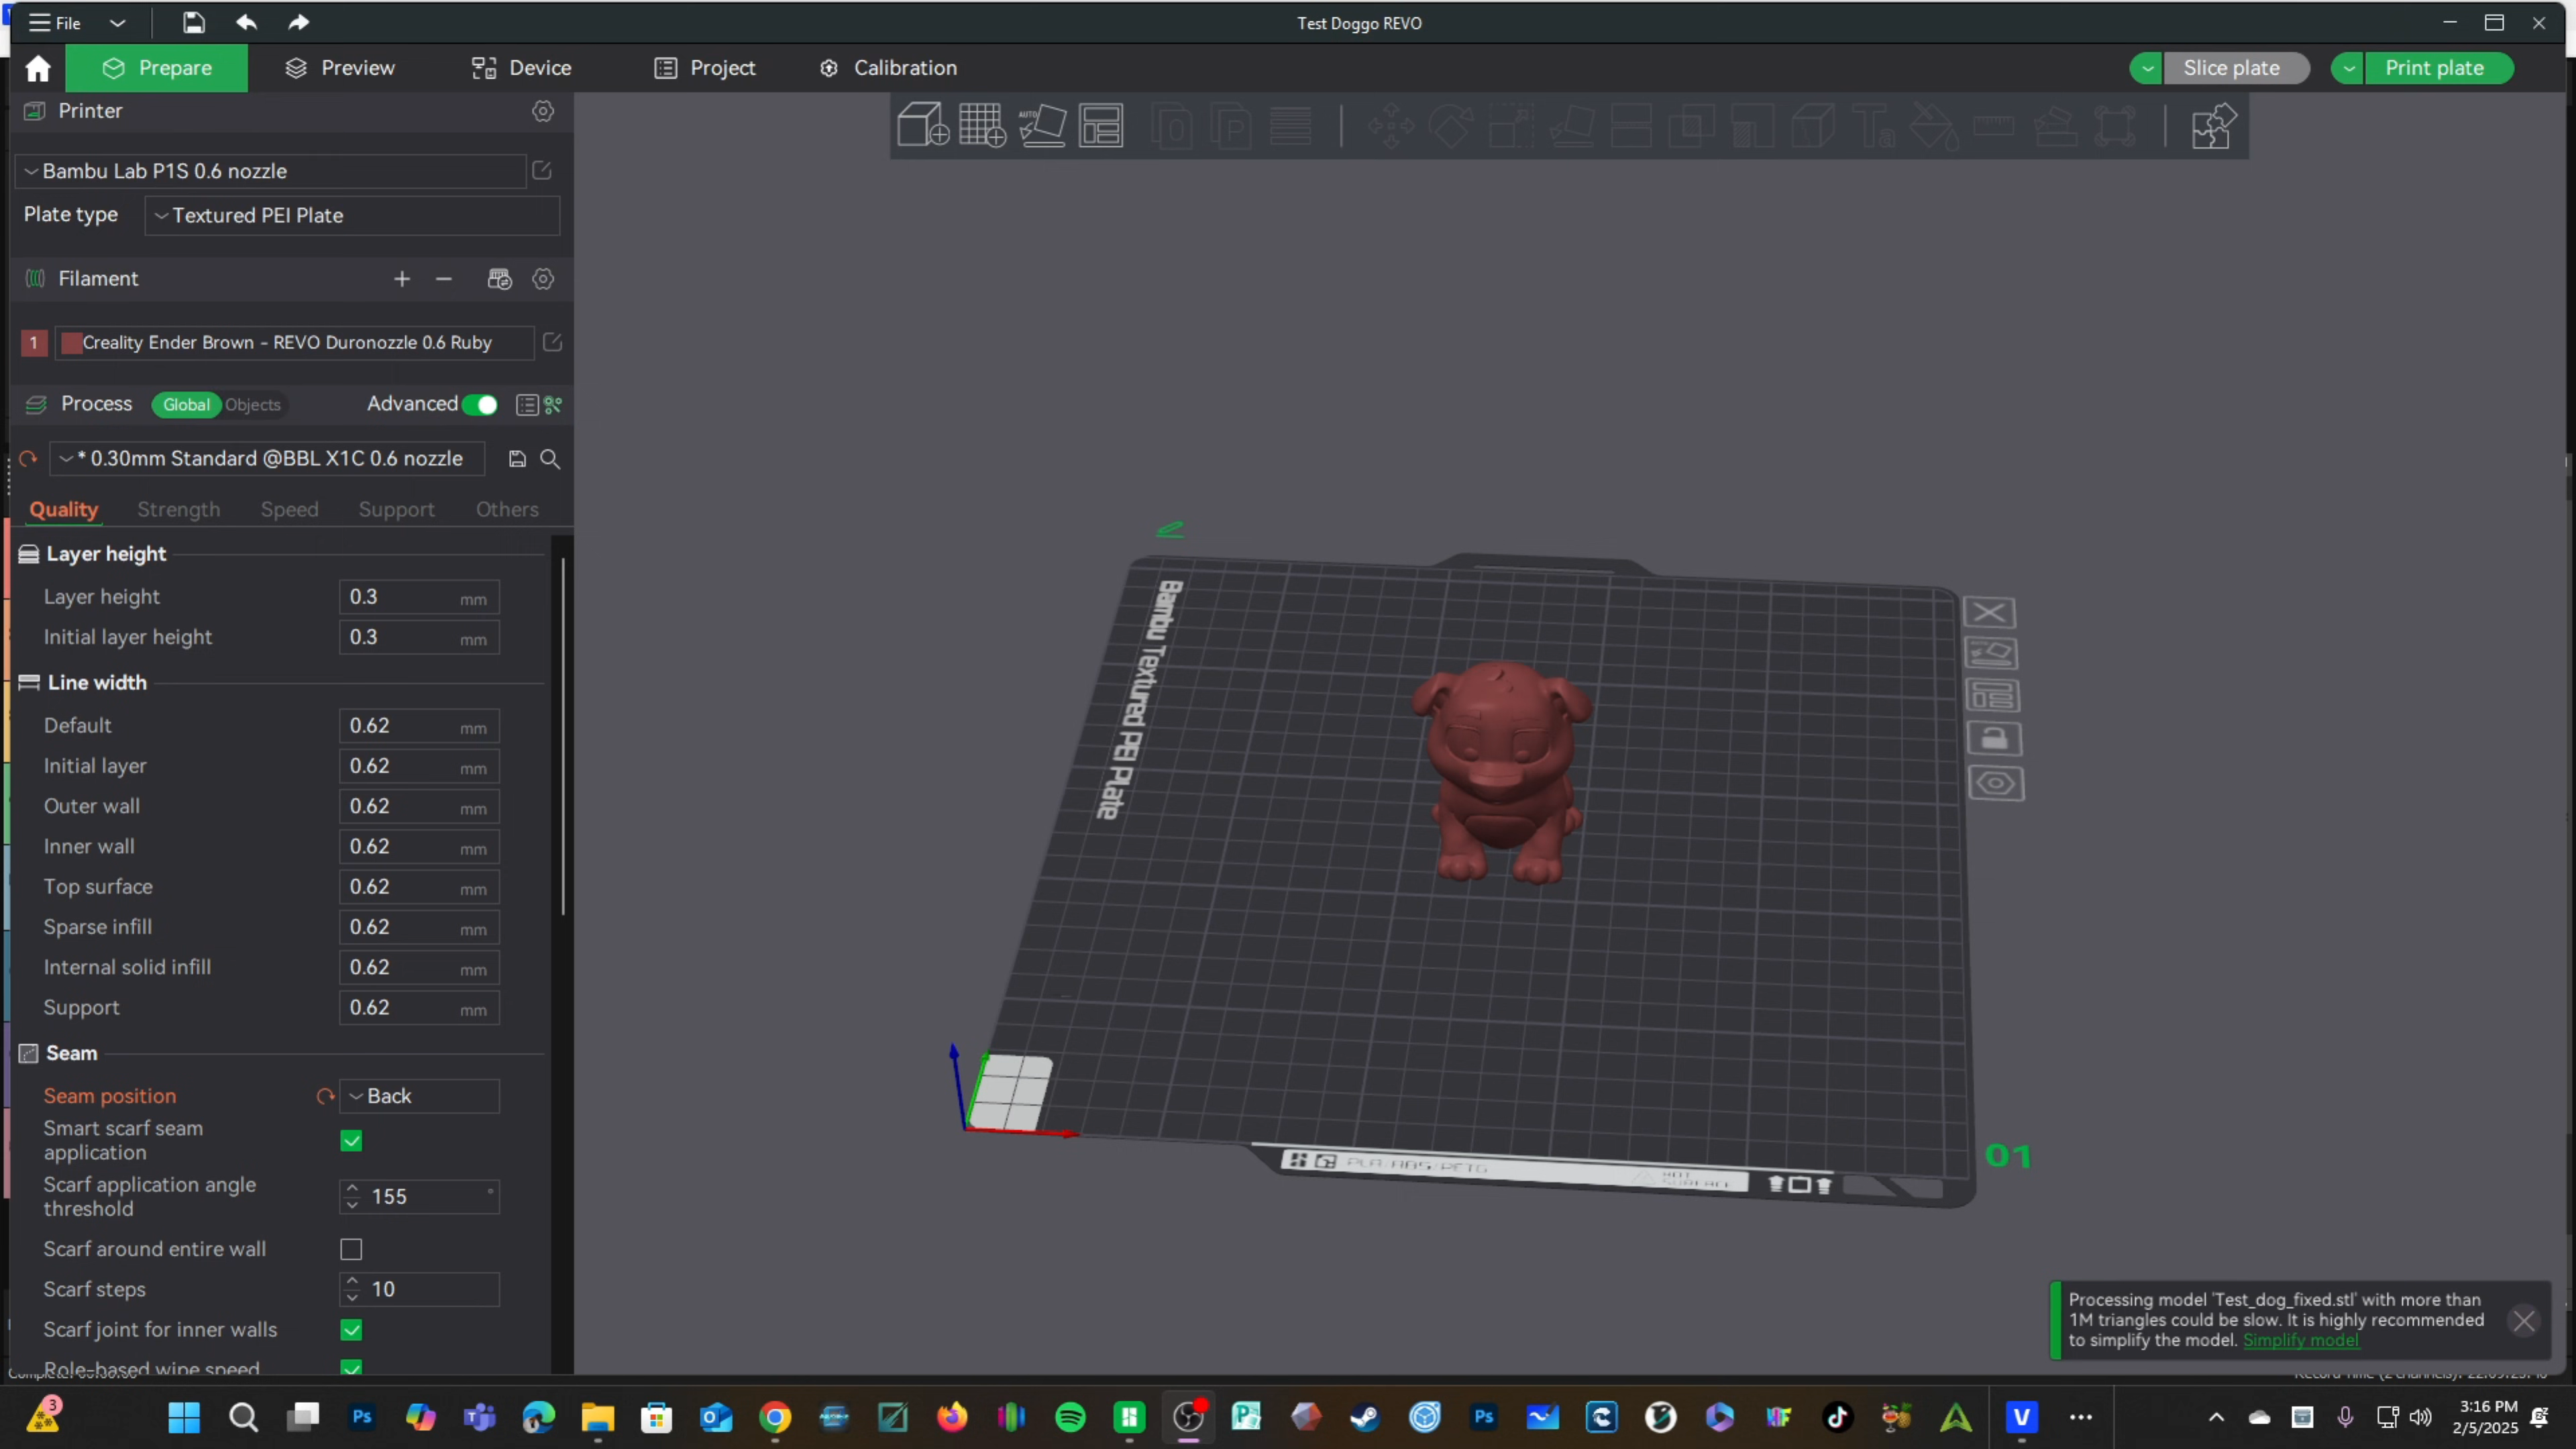 File
Test Doggo REVO
Prepare
Preview
Device
Project
Calibration
Slice plate
Print plate
Printer
Bambu Lab P1S 0.6 nozzle
Plate type
Textured PEI Plate
Filament
1
Creality Ender Brown - REVO Duronozzle 0.6 Ruby
Process
Global
Objects
Advanced
* 0.30mm Standard @BBL X1C 0.6 nozzle
Quality
Strength
Speed
Support
Others
Layer height
Layer height 0.3 mm
Initial layer height 0.3 mm
Line width
Default 0.62 mm
Initial layer 0.62 mm
Outer wall 0.62 mm
Inner wall 0.62 mm
Top surface 0.62 mm
Sparse infill 0.62 mm
Internal solid infill 0.62 mm
Support 0.62 mm
Seam
Seam position Back
Smart scarf seam
application
Scarf application angle
threshold
155 °
Scarf around entire wall
Scarf steps 10
Scarf joint for inner walls
Role-based wipe speed
AUTO
Bambu Textured PEI Plate
PLA/ABS/PETG
HOT
SURFACE
01
Processing model 'Test_dog_fixed.stl' with more than
1M triangles could be slow. It is highly recommended
to simplify the model. Simplify model
3
3:16 PM
2/5/2025